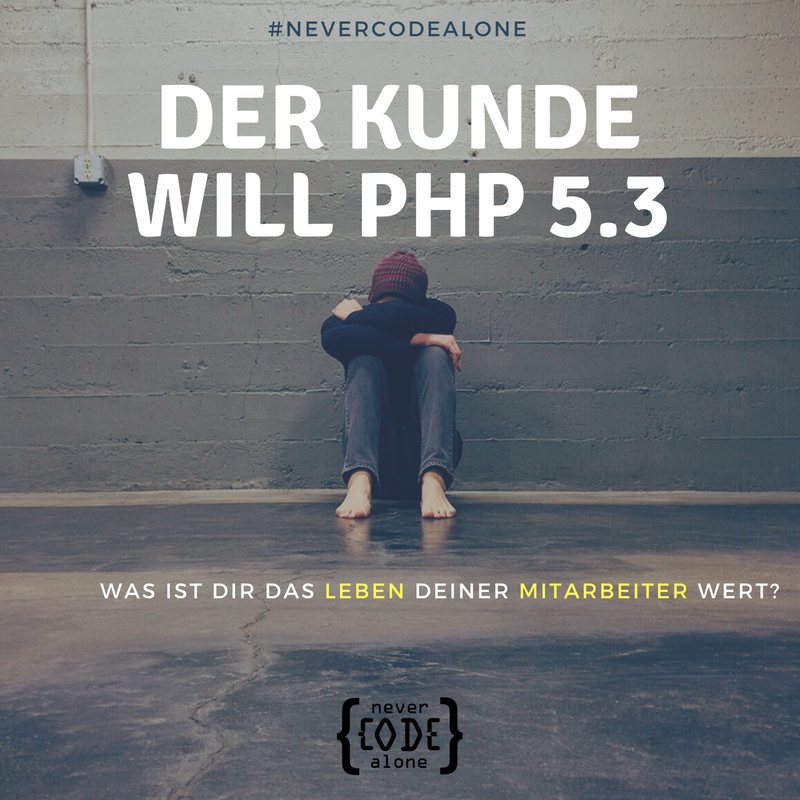 #NEVERCODEALONE
DER KUNDE
WILL PHP 5.3
WAS IST DIR DAS LEBEN DEINER MITARBEITER WERT?
never
{CODE}
alone